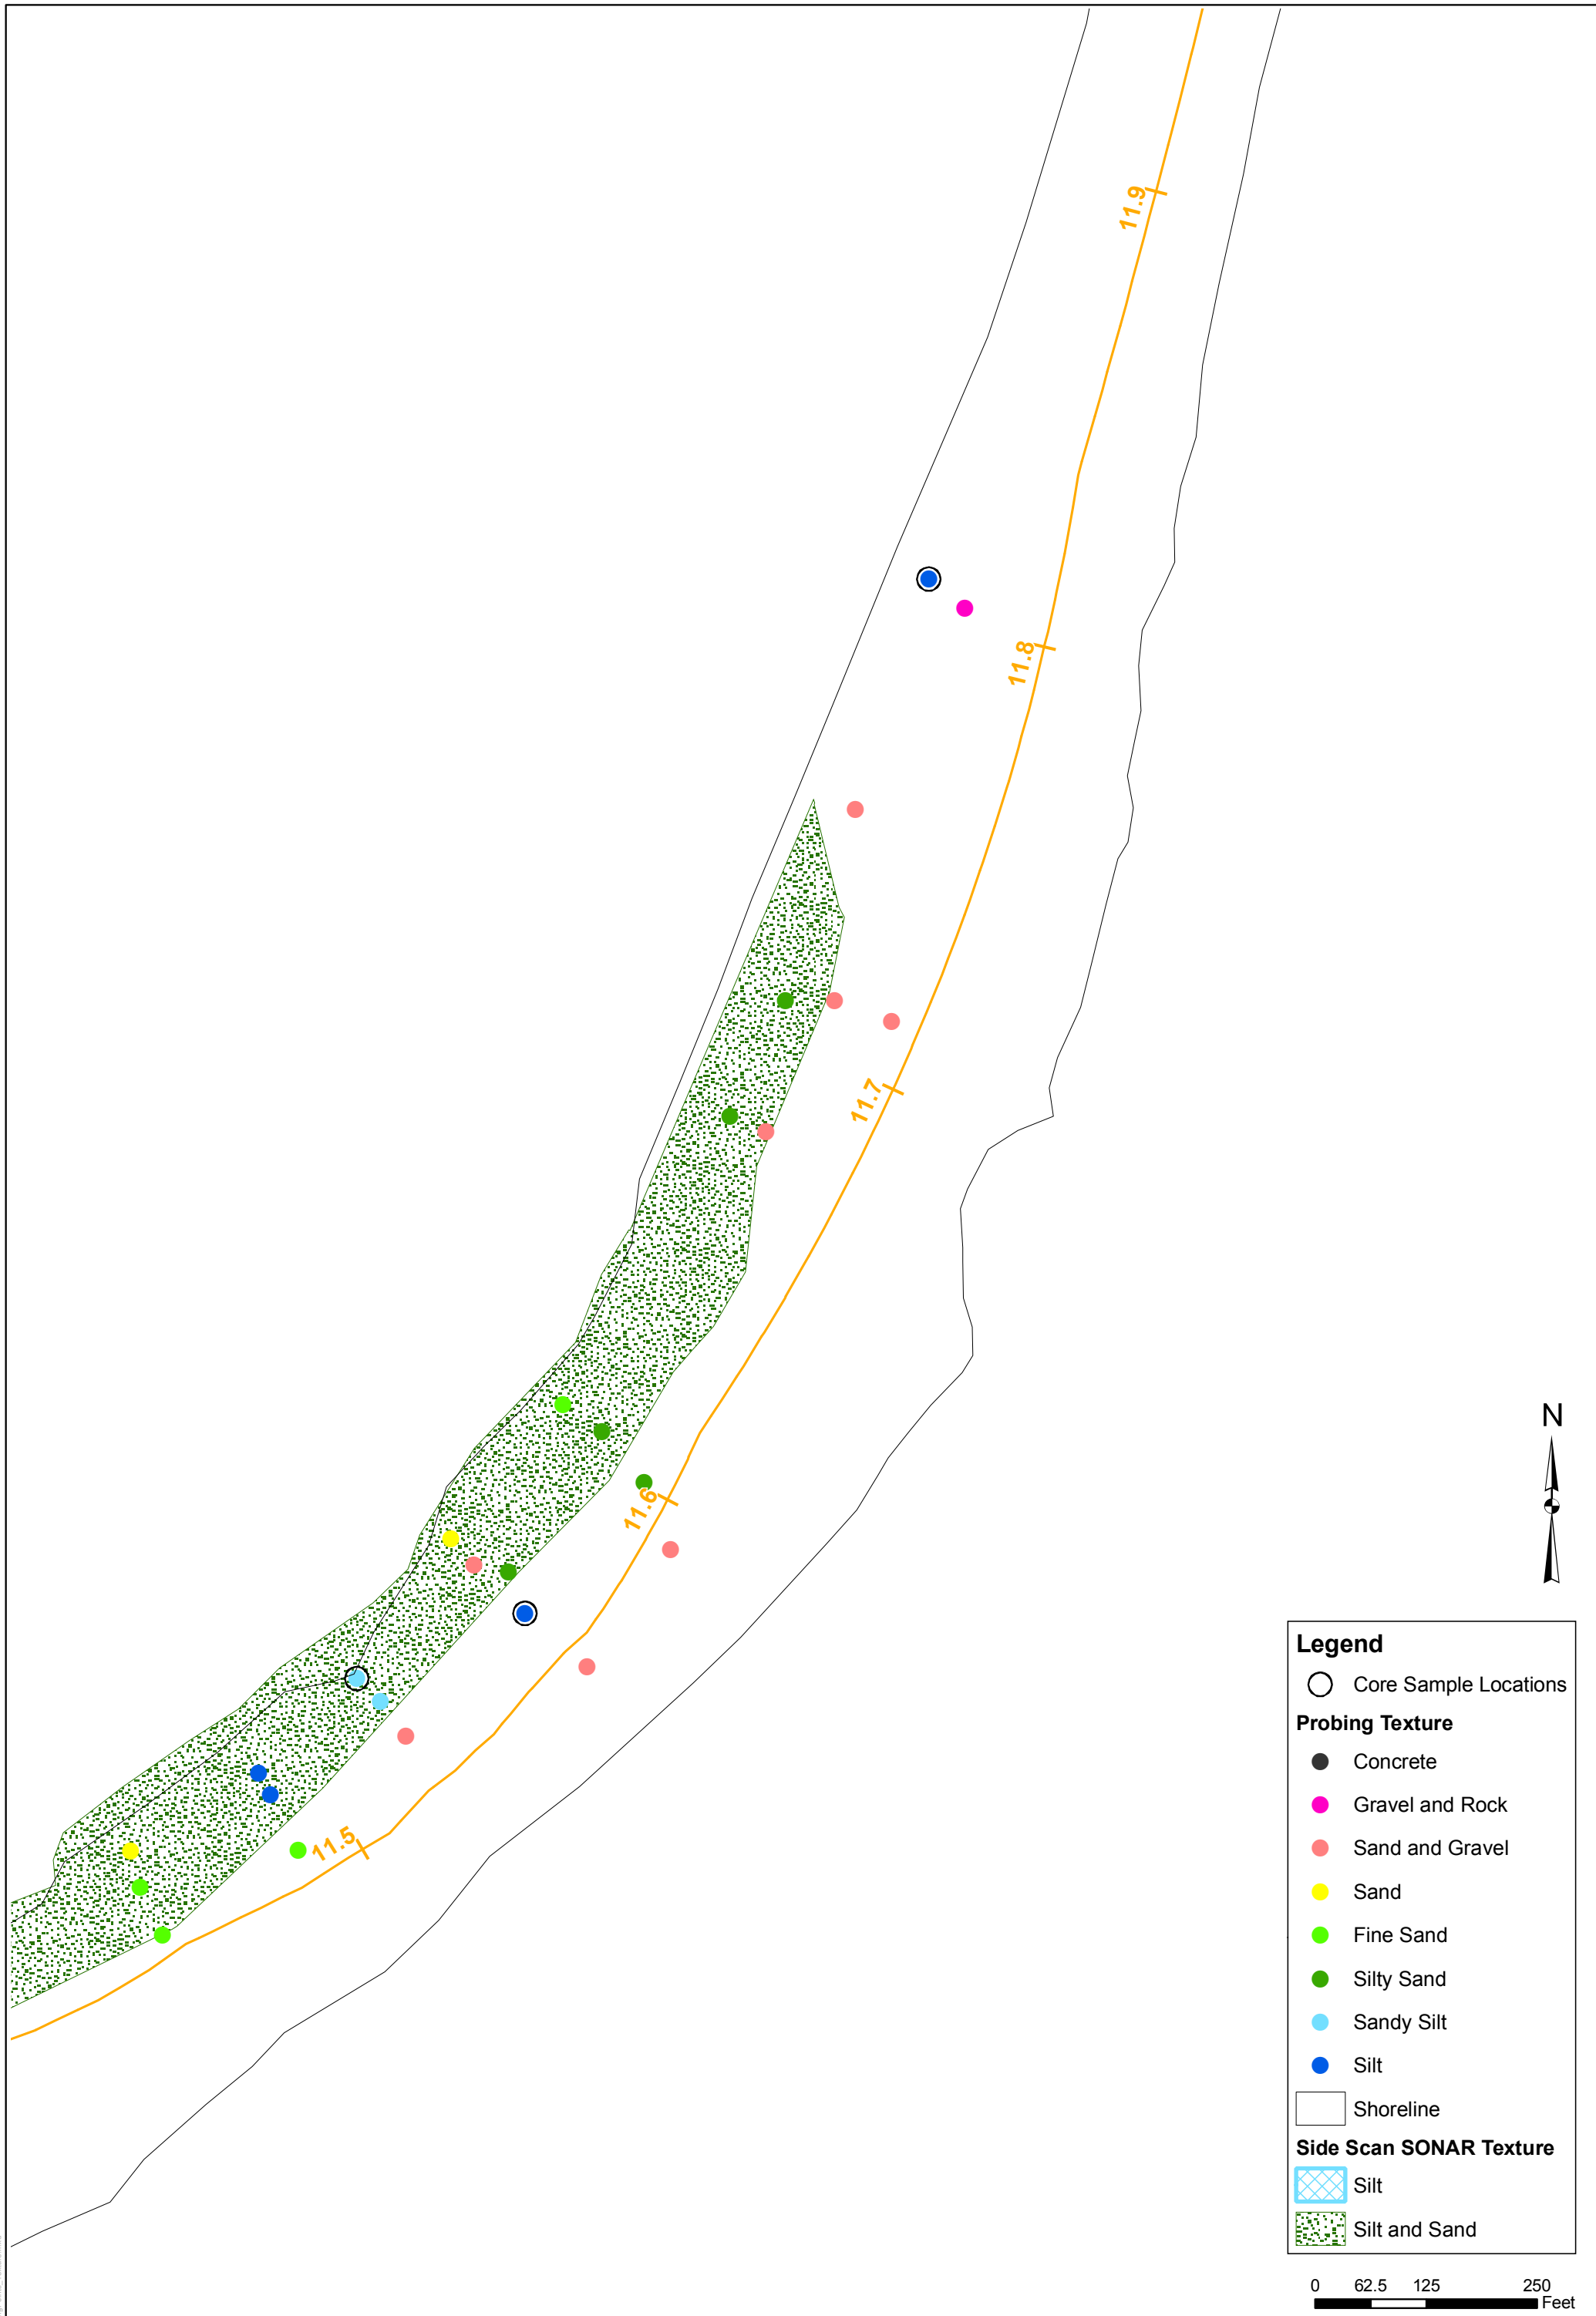 11.9
11.8
11.7
11.6
11.5
N
Legend
Core Sample Locations
Probing Texture
Concrete
Gravel and Rock
Sand and Gravel
Sand
Fine Sand
Silty Sand
Sandy Silt
Silt
Shoreline
Side Scan SONAR Texture
Silt
Silt and Sand
0 62.5 125 250
Feet